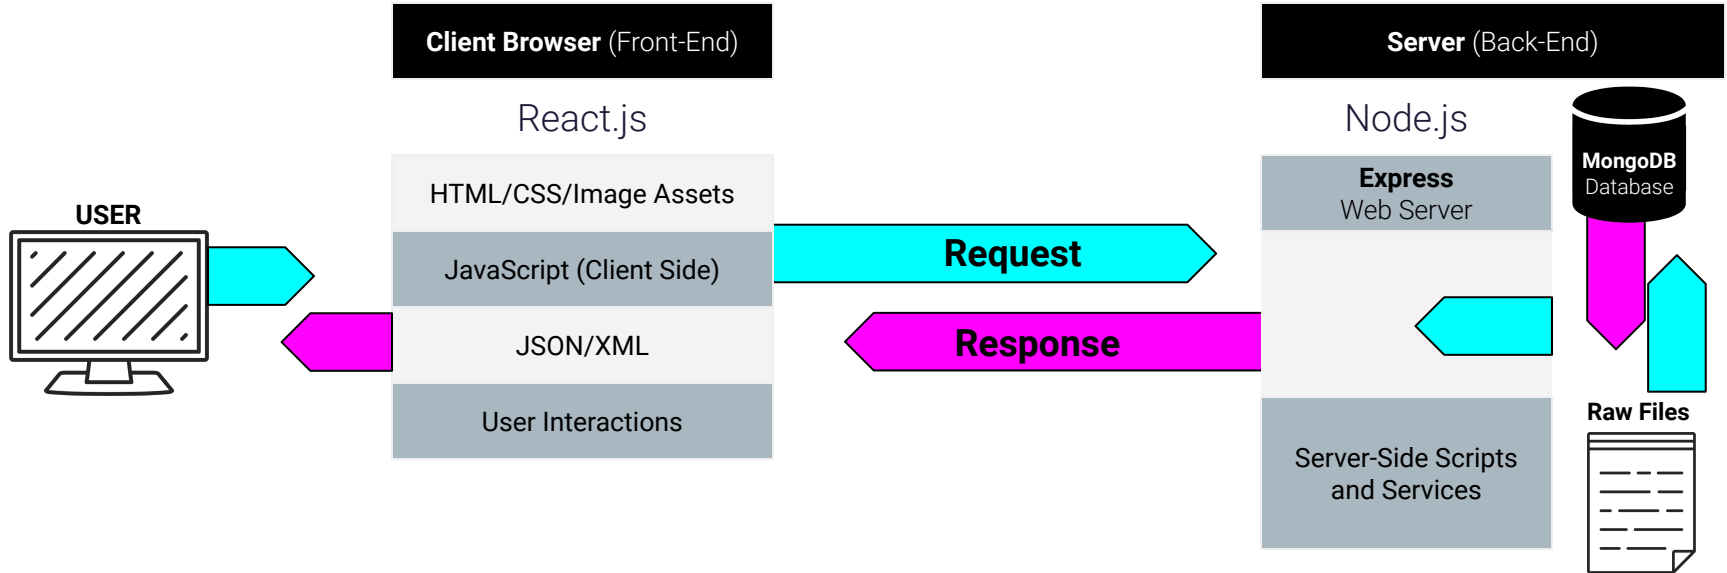 Client Browser (Front-End)
Server (Back-End)
React.js
Node.js
USER
HTML/CSS/Image Assets
JavaScript (Client Side)
JSON/XML
User Interactions
Request
Response
Express
Web Server
Server-Side Scripts
and Services
MongoDB
Database
Raw Files